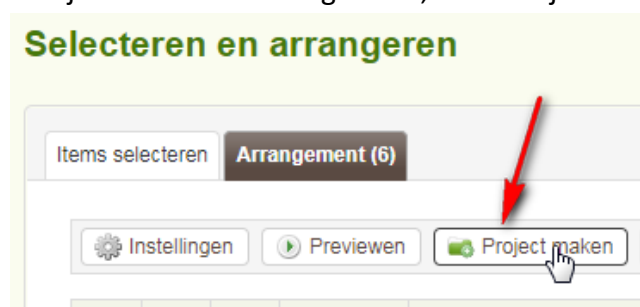 Selecteren en arrangeren
Items selecteren Arrangement (6)
Instellingen Previewen Project maken